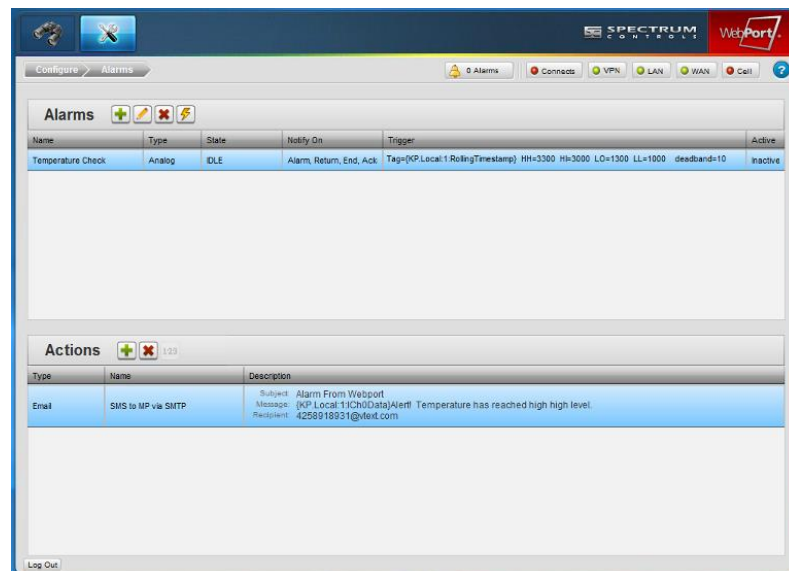 SPECTRUM
CONTROLS
WebPort
Configure
Alarms
0 Alarms
Connects
VPN
LAN
WAN
Cell
?
Alarms
Name Type State Notify On Trigger Active
Temperature Check Analog IDLE Alarm, Return, End, Ack Tag={KP.Local:1:RollingTimestamp} HH=3300 HI=3000 LO=1300 LL=1000 deadband=10 Inactive
Actions 123
Type Name Description
Subject: Alarm From Webport
Email SMS to MP via SMTP Message: {KP.Local:1:ICh0Data}Alert! Temperature has reached high high level.
Recipient: 4258918931@vtext.com
Log Out